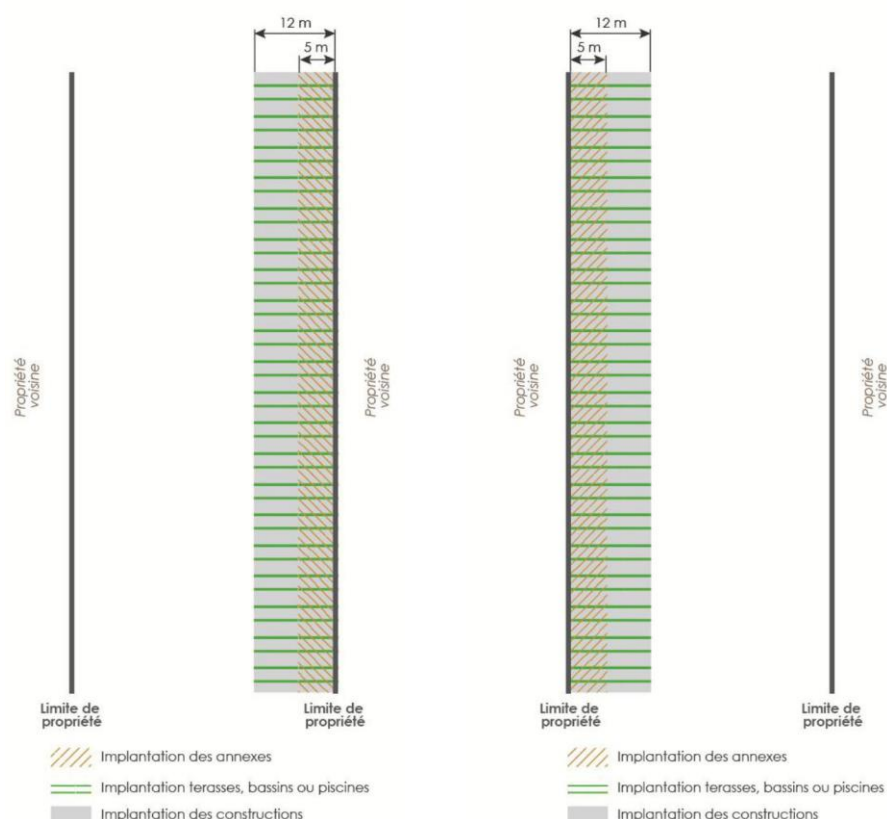 12 m
5 m
Propriété
voisine
Propriété
voisine
Limite de
propriété
Limite de
propriété
Implantation des annexes
Implantation terasses, bassins ou piscines
Implantation des constructions
12 m
5 m
Propriété
voisine
Propriété
voisine
Limite de
propriété
Limite de
propriété
Implantation des annexes
Implantation terasses, bassins ou piscines
Implantation des constructions